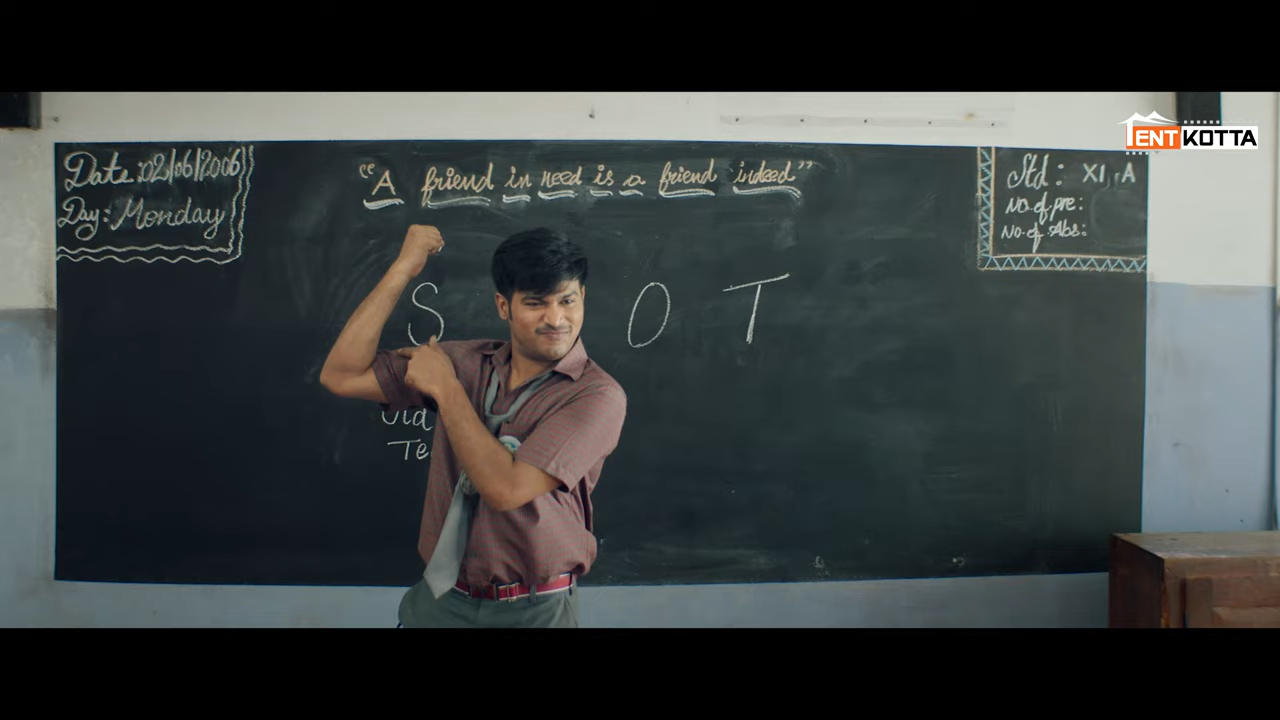 Date: 02/06/2006
Day: Monday
"A friend in need is a friend indeed"
Std: XI, A
No. of pre:
No. of Abs:
S O T
TENTKOTTA